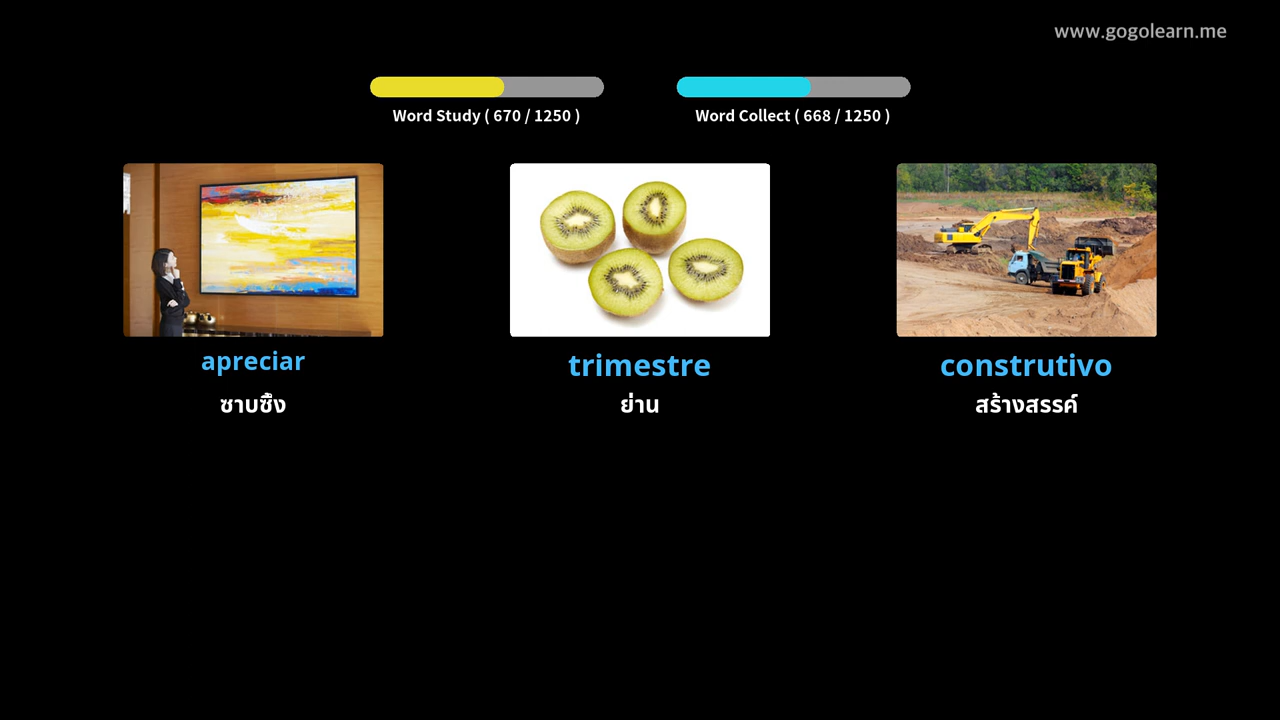 www.gogolearn.me
Word Study ( 670 / 1250 )
Word Collect ( 668 / 1250 )
apreciar
trimestre
construtivo
ซาบซึ้ง
ย่าน
สร้างสรรค์